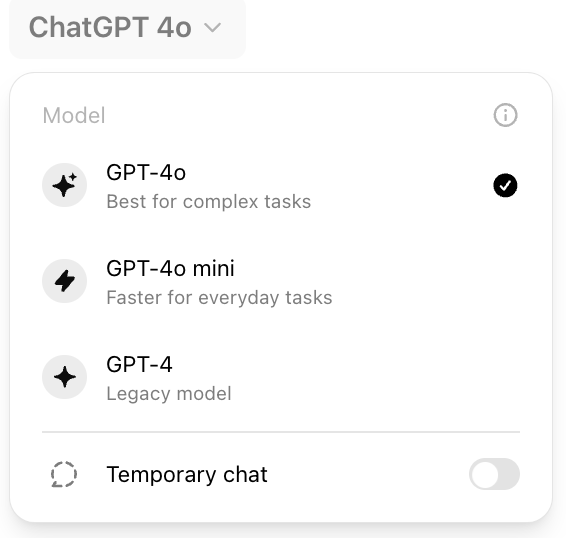 ChatGPT 4o
Model
GPT-4o
Best for complex tasks
GPT-4o mini
Faster for everyday tasks
GPT-4
Legacy model
Temporary chat